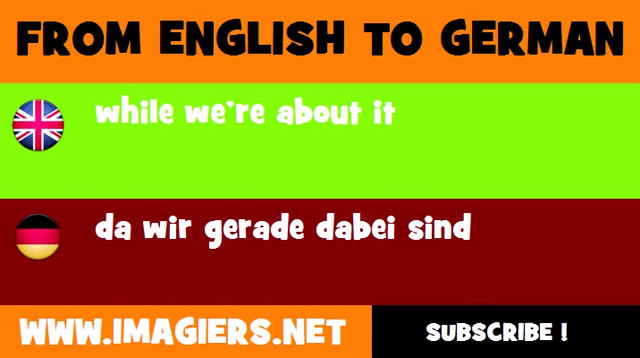 FROM ENGLISH TO GERMAN
while we're about it
da wir gerade dabei sind
WWW.IMAGIERS.NET
SUBSCRIBE !